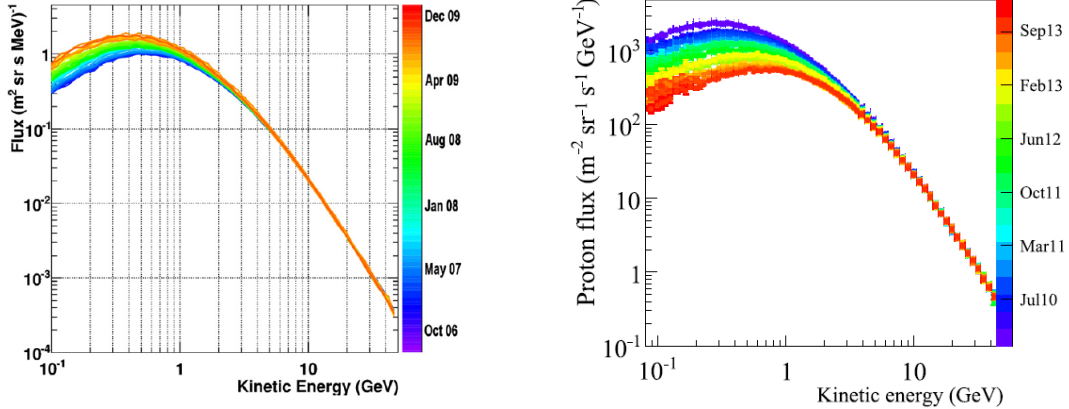 Flux (m² sr s MeV)⁻¹
1
10⁻¹
10⁻²
10⁻³
10⁻⁴
10⁻¹
1
10
Kinetic Energy (GeV)
Dec 09
Apr 09
Aug 08
Jan 08
May 07
Oct 06
Proton flux (m⁻² sr⁻¹ s⁻¹ GeV⁻¹)
10³
10²
10
1
10⁻¹
10⁻¹
1
10
Kinetic energy (GeV)
Sep13
Feb13
Jun12
Oct11
Mar11
Jul10